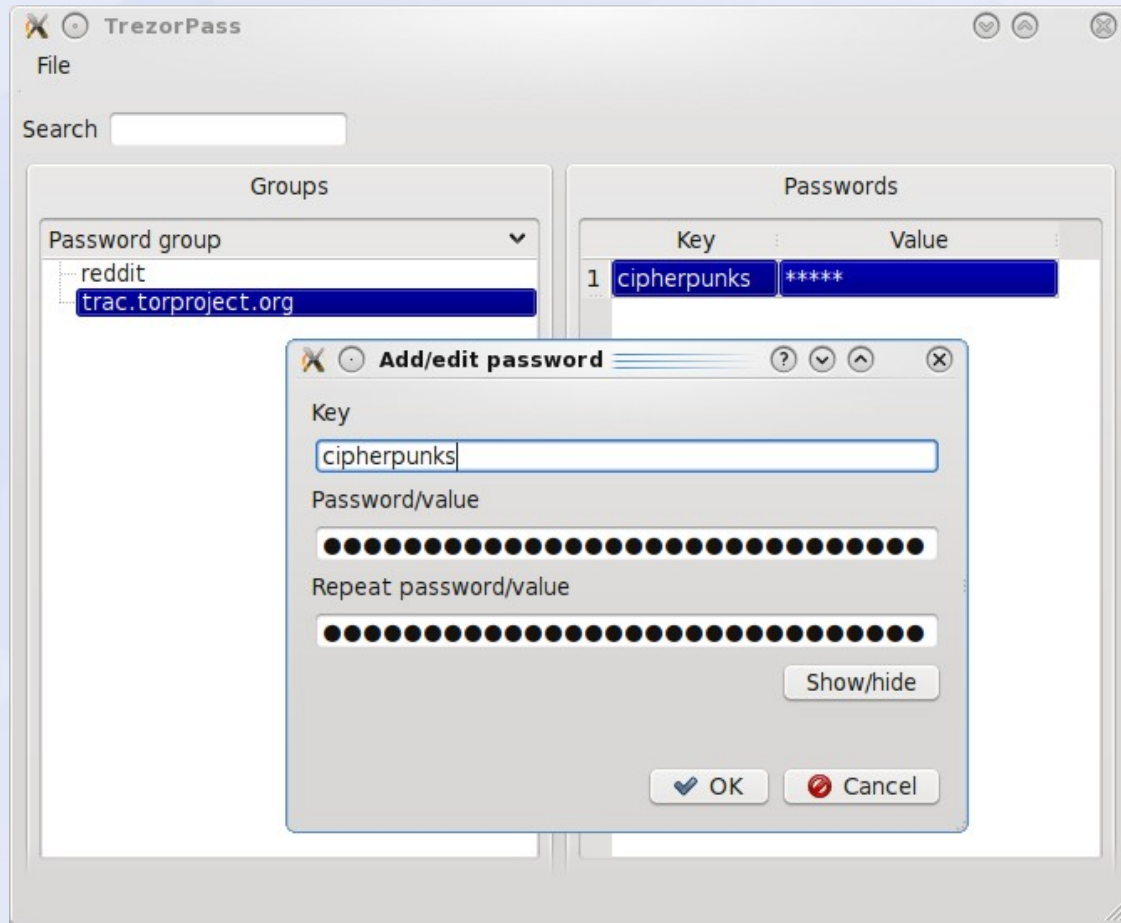 TrezorPass
File
Search
Groups
Passwords
Password group
reddit
trac.torproject.org
Key Value
1 cipherpunks *****
Add/edit password
Key
cipherpunks
Password/value
●●●●●●●●●●●●●●●●●●●●●●●●●●●●●●
Repeat password/value
●●●●●●●●●●●●●●●●●●●●●●●●●●●●●●
Show/hide
OK
Cancel